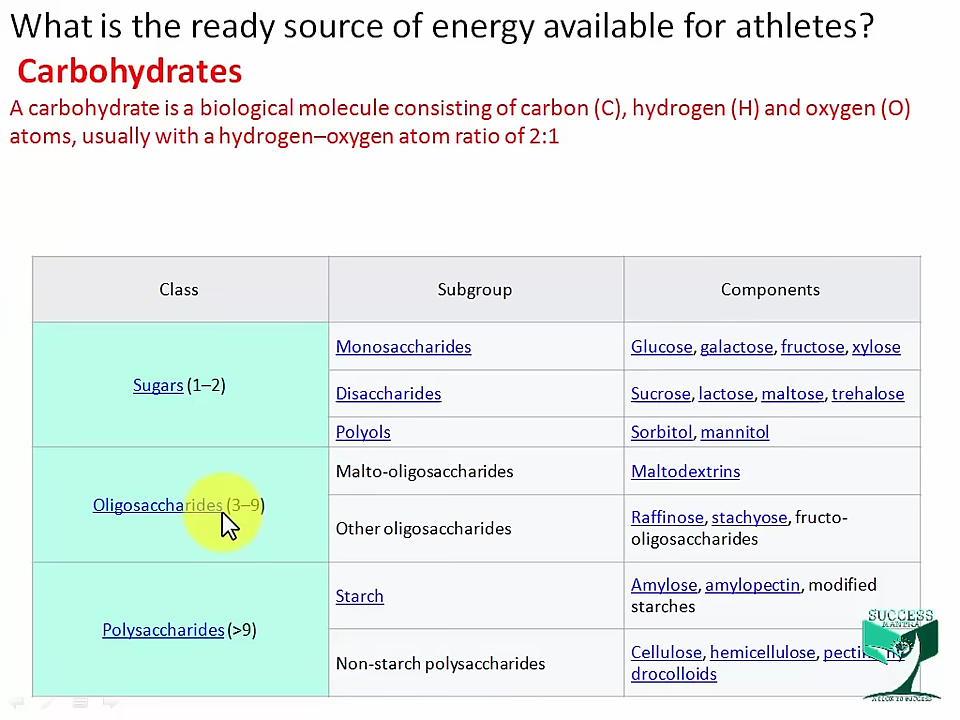 What is the ready source of energy available for athletes?
Carbohydrates
A carbohydrate is a biological molecule consisting of carbon (C), hydrogen (H) and oxygen (O)
atoms, usually with a hydrogen–oxygen atom ratio of 2:1
Class Subgroup Components
Sugars (1–2)
Monosaccharides Glucose, galactose, fructose, xylose
Disaccharides Sucrose, lactose, maltose, trehalose
Polyols Sorbitol, mannitol
Oligosaccharides (3–9)
Malto-oligosaccharides Maltodextrins
Other oligosaccharides Raffinose, stachyose, fructo-
oligosaccharides
Polysaccharides (>9)
Starch Amylose, amylopectin, modified
starches
Non-starch polysaccharides Cellulose, hemicellulose,
drocolloids
SUCCESS
MANTRA